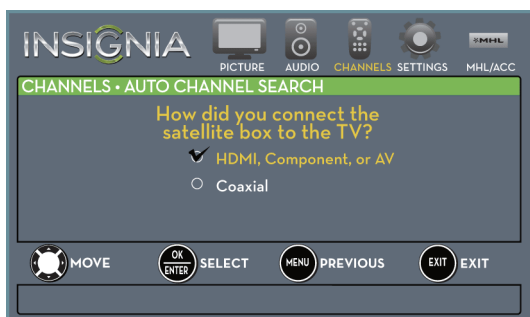 INSIGNIA
PICTURE AUDIO CHANNELS SETTINGS MHL/ACC
MHL
CHANNELS • AUTO CHANNEL SEARCH
How did you connect the
satellite box to the TV?
HDMI, Component, or AV
Coaxial
MOVE OK ENTER SELECT MENU PREVIOUS EXIT EXIT